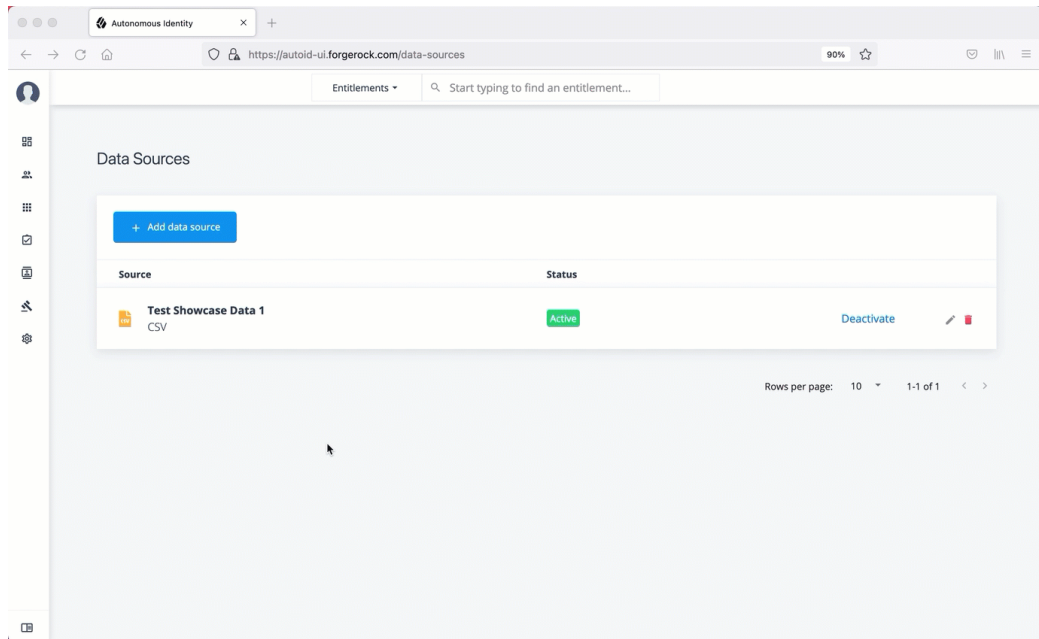 Autonomous Identity
https://autoid-ui.forgerock.com/data-sources
90%
Entitlements
Start typing to find an entitlement...
Data Sources
+ Add data source
Source Status
Test Showcase Data 1
CSV
Active
Deactivate
Rows per page: 10 1-1 of 1